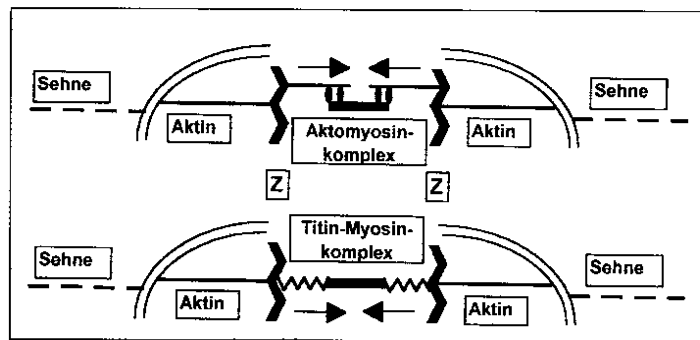 Sehne
Sehne
Aktin
Aktomyosin-
komplex
Aktin
Z
Z
Titin-Myosin-
komplex
Sehne
Sehne
Aktin
Aktin